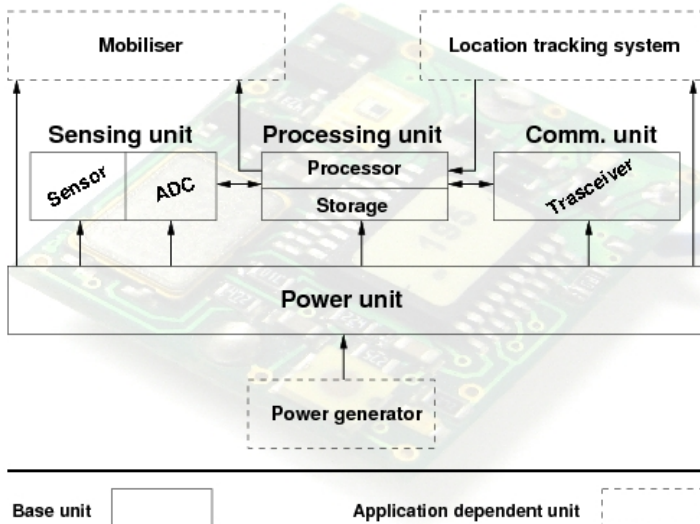 Mobiliser
Location tracking system
Sensing unit
Processing unit
Comm. unit
Sensor
ADC
Processor
Storage
Trasceiver
Power unit
Power generator
Base unit
Application dependent unit